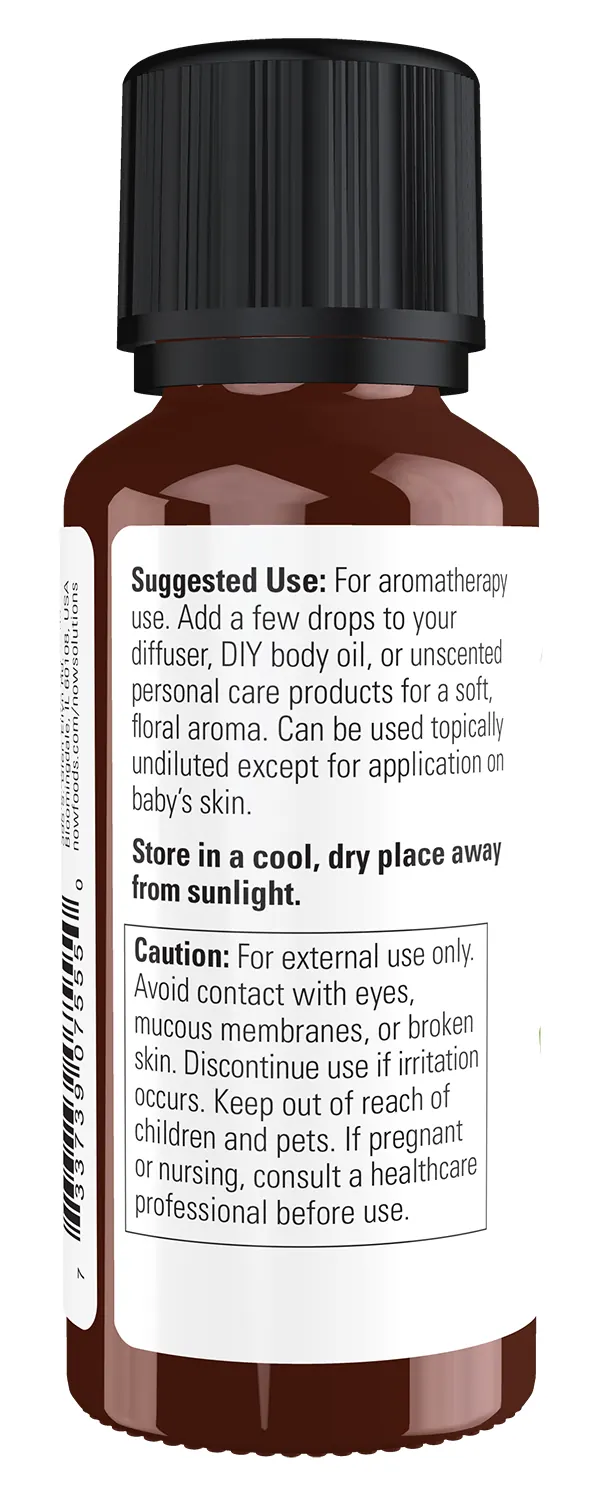 Suggested Use: For aromatherapy
use. Add a few drops to your
diffuser, DIY body oil, or unscented
personal care products for a soft,
floral aroma. Can be used topically
undiluted except for application on
baby's skin.
Store in a cool, dry place away
from sunlight.
Caution: For external use only.
Avoid contact with eyes,
mucous membranes, or broken
skin. Discontinue use if irritation
occurs. Keep out of reach of
children and pets. If pregnant
or nursing, consult a healthcare
professional before use.
Bloomingdale, IL 60108, USA
nowfoods.com/nowsolutions
7 33739 07555 0